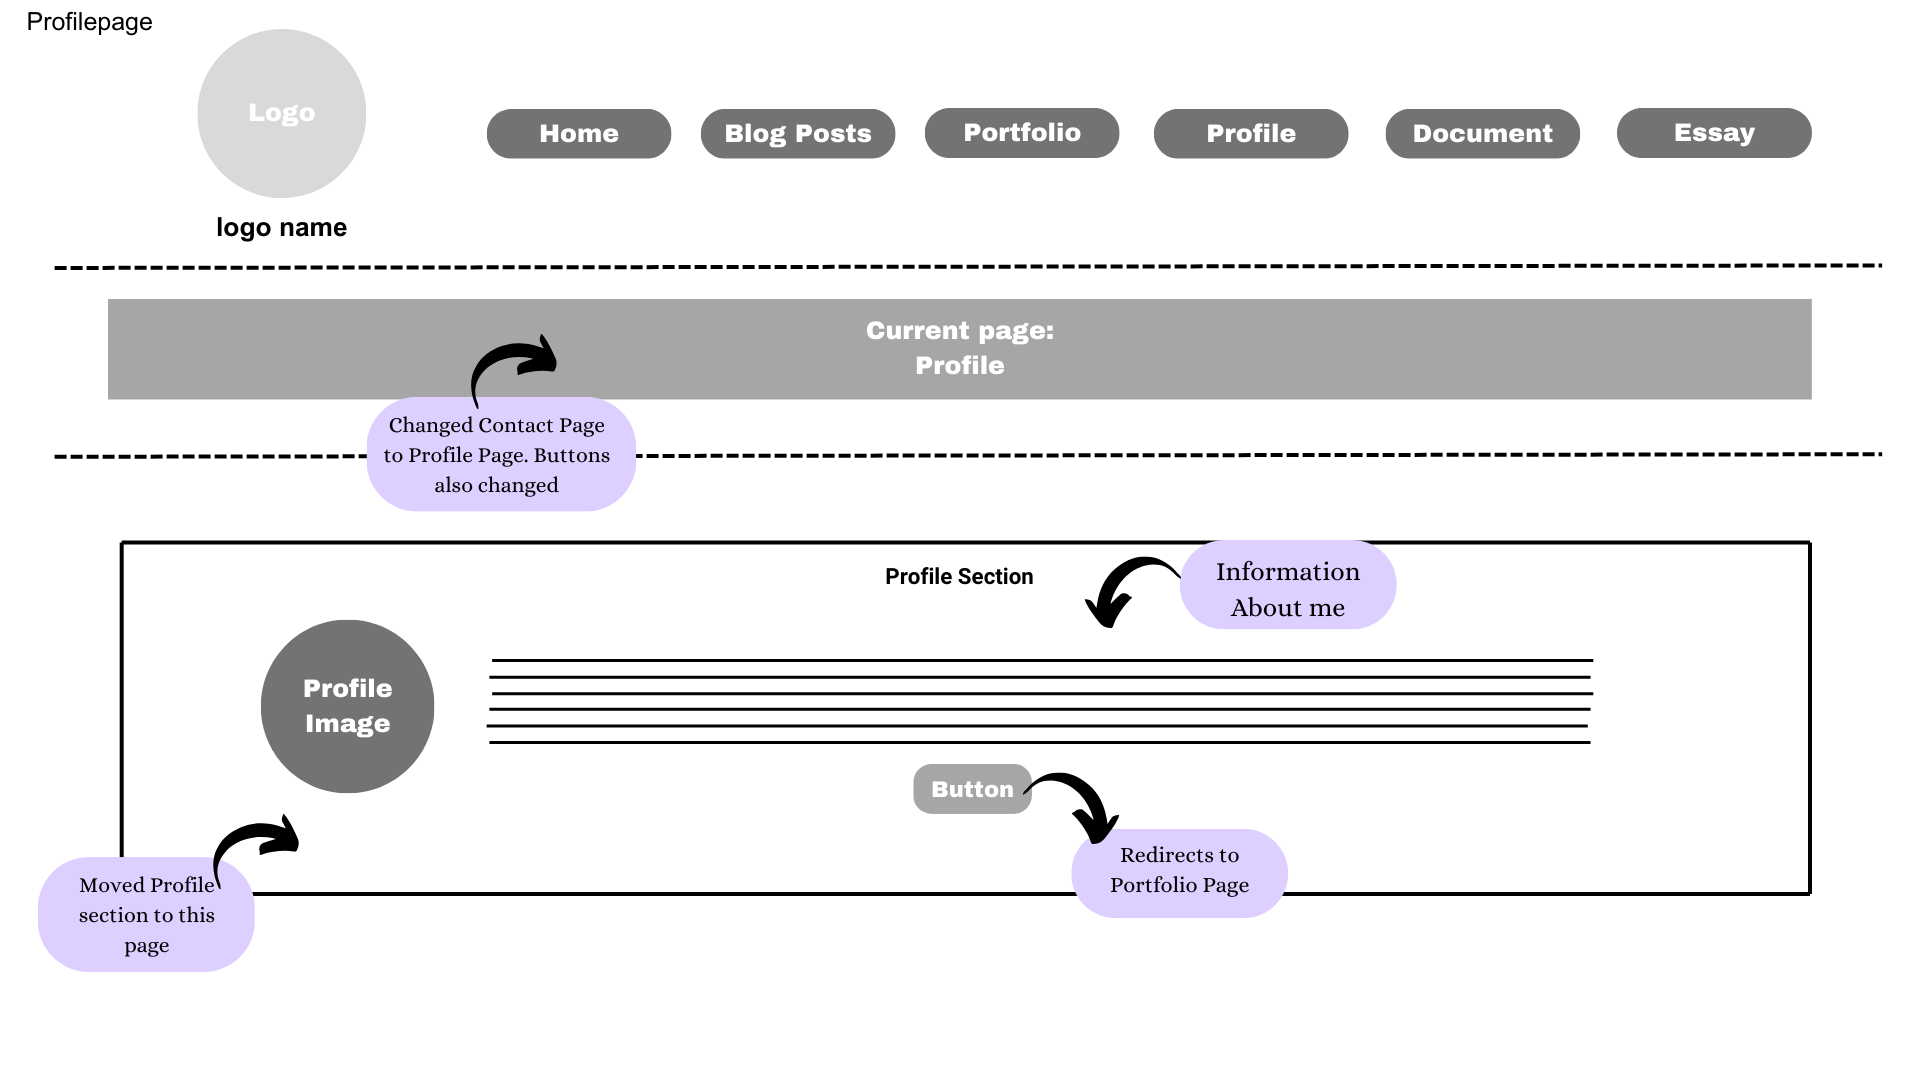 Profilepage
Logo
logo name
Home
Blog Posts
Portfolio
Profile
Document
Essay
Current page:
Profile
Changed Contact Page
to Profile Page. Buttons
also changed
Profile Section
Information
About me
Profile
Image
Button
Redirects to
Portfolio Page
Moved Profile
section to this
page